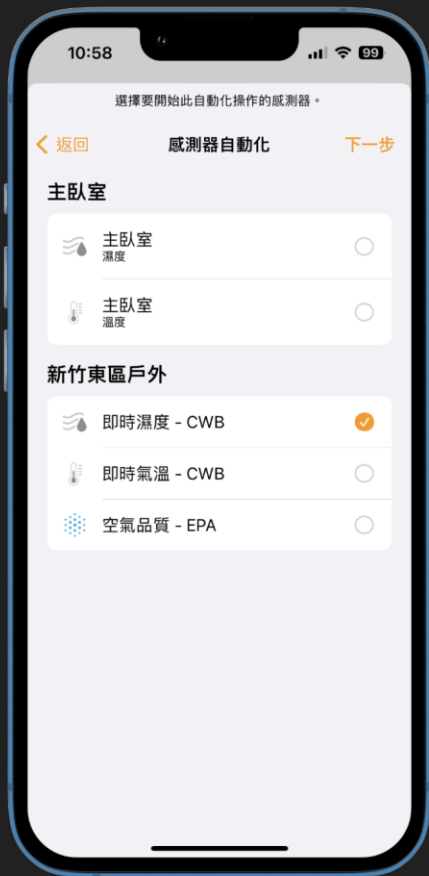 10:58
99
選擇要開始此自動化操作的感測器。
返回
感測器自動化
下一步
主臥室
主臥室
濕度
主臥室
溫度
新竹東區戶外
即時濕度 - CWB
即時氣溫 - CWB
空氣品質 - EPA